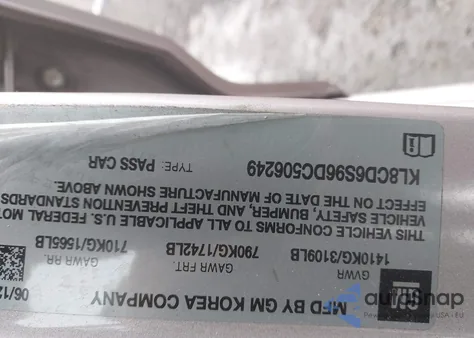 MFD BY GM KOREA COMPANY
06/12
GVWR GAWR FRT. GAWR RR.
1410KG/3109LB 790KG/1742LB 710KG/1565LB
THIS VEHICLE CONFORMS TO ALL APPLICABLE U.S. FEDERAL MOT
VEHICLE SAFETY, BUMPER, AND THEFT PREVENTION STANDARDS
EFFECT ON THE DATE OF MANUFACTURE SHOWN ABOVE.
KL8CD6S96DC506249 TYPE: PASS CAR
GM
autoSnap